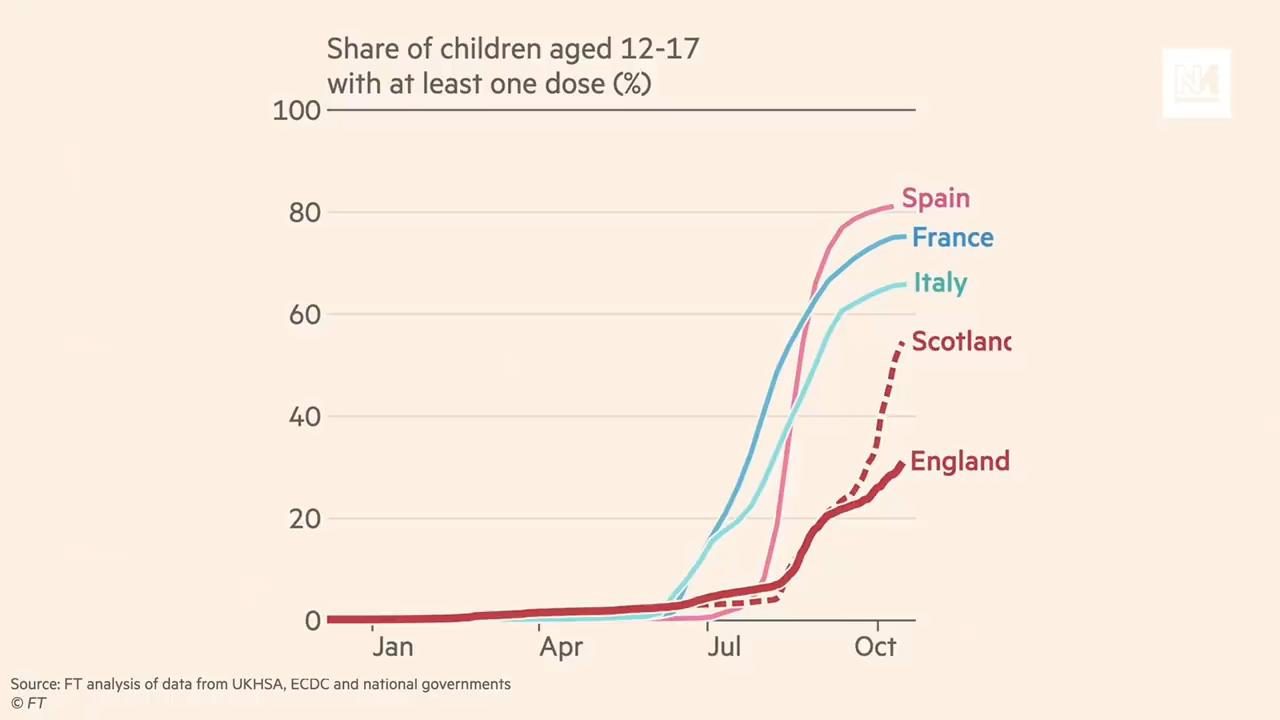 Share of children aged 12-17
with at least one dose (%)
100
80
60
40
20
0
Spain
France
Italy
Scotlanc
England
Jan
Apr
Jul
Oct
Source: FT analysis of data from UKHSA, ECDC and national governments
© FT